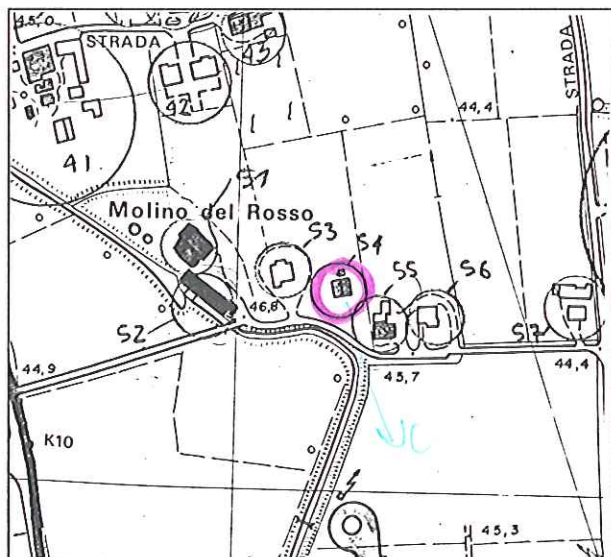 45,0
STRADA
43
42
STRADA
44,4
41
S1
Molino del Rosso
S3
S4
S5
S6
46,8
S2
S7
44,9
45,7
44,4
K10
45,3